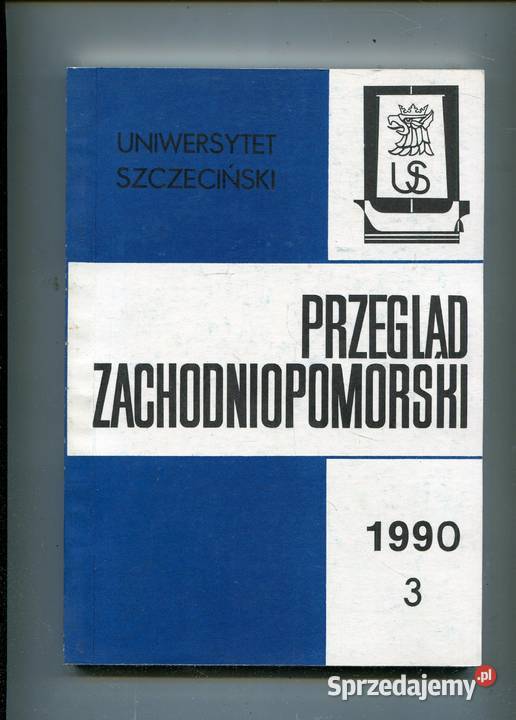 UNIWERSYTET
SZCZECIŃSKI
US
PRZEGLĄD
ZACHODNIOPOMORSKI
1990
3
Sprzedajemy.pl